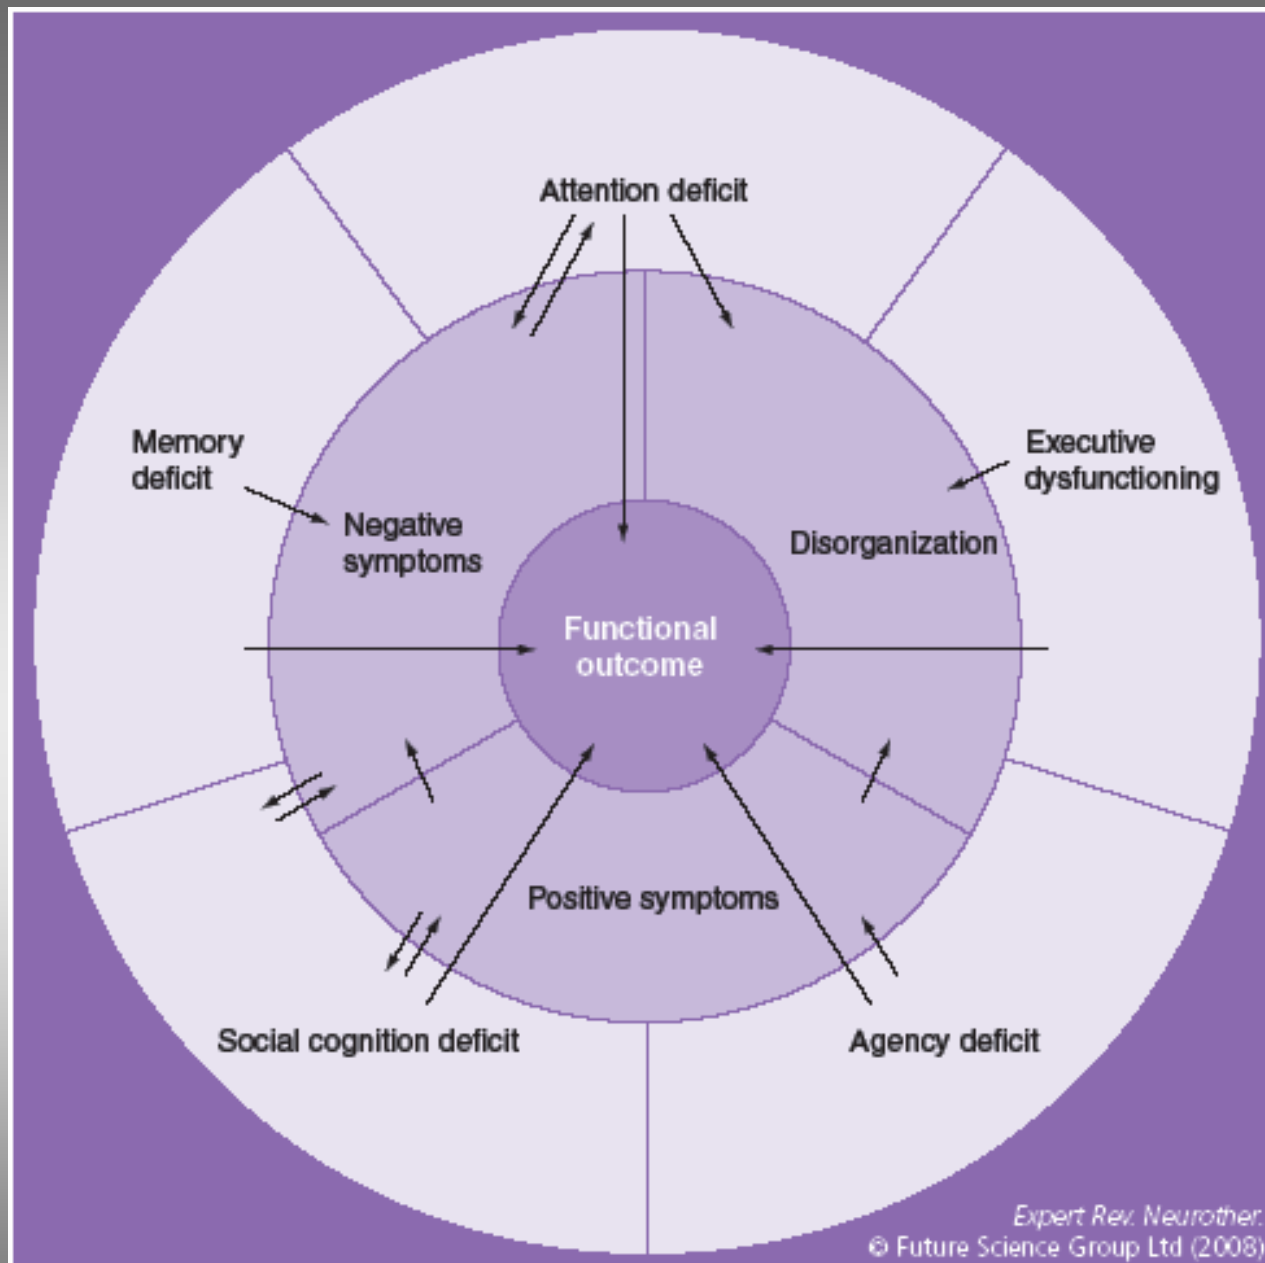 Attention deficit
Memory
deficit
Executive
dysfunctioning
Negative
symptoms
Disorganization
Functional
outcome
Positive symptoms
Social cognition deficit
Agency deficit
Expert Rev. Neurother.
© Future Science Group Ltd (2008)